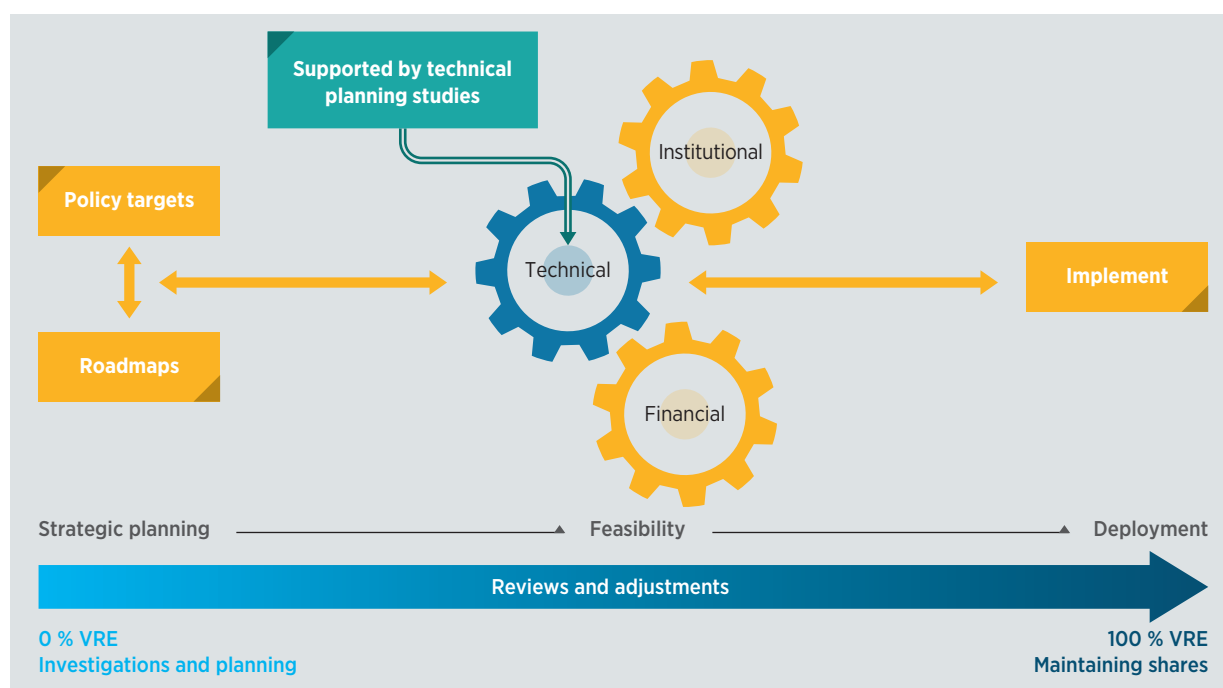 Supported by technical
planning studies
Institutional
Policy targets
Technical
Implement
Roadmaps
Financial
Strategic planning
Feasibility
Deployment
Reviews and adjustments
0 % VRE
Investigations and planning
100 % VRE
Maintaining shares